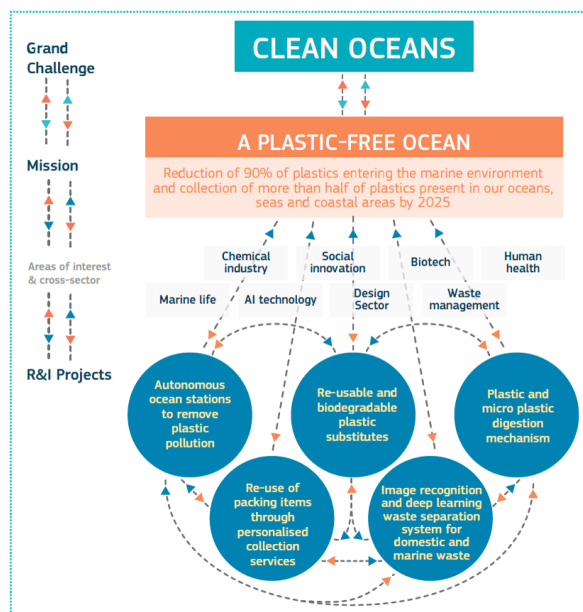 CLEAN OCEANS
Grand
Challenge
A PLASTIC-FREE OCEAN
Mission
Reduction of 90% of plastics entering the marine environment
and collection of more than half of plastics present in our oceans,
seas and coastal areas by 2025
Areas of interest
& cross-sector
Chemical
industry
Social
innovation
Biotech
Human
health
Marine life
AI technology
Design
Sector
Waste
management
R&I Projects
Autonomous
ocean stations
to remove
plastic
pollution
Re-usable and
biodegradable
plastic
substitutes
Plastic and
micro plastic
digestion
mechanism
Re-use of
packing items
through
personalised
collection
services
Image recognition
and deep learning
waste separation
system for
domestic and
marine waste